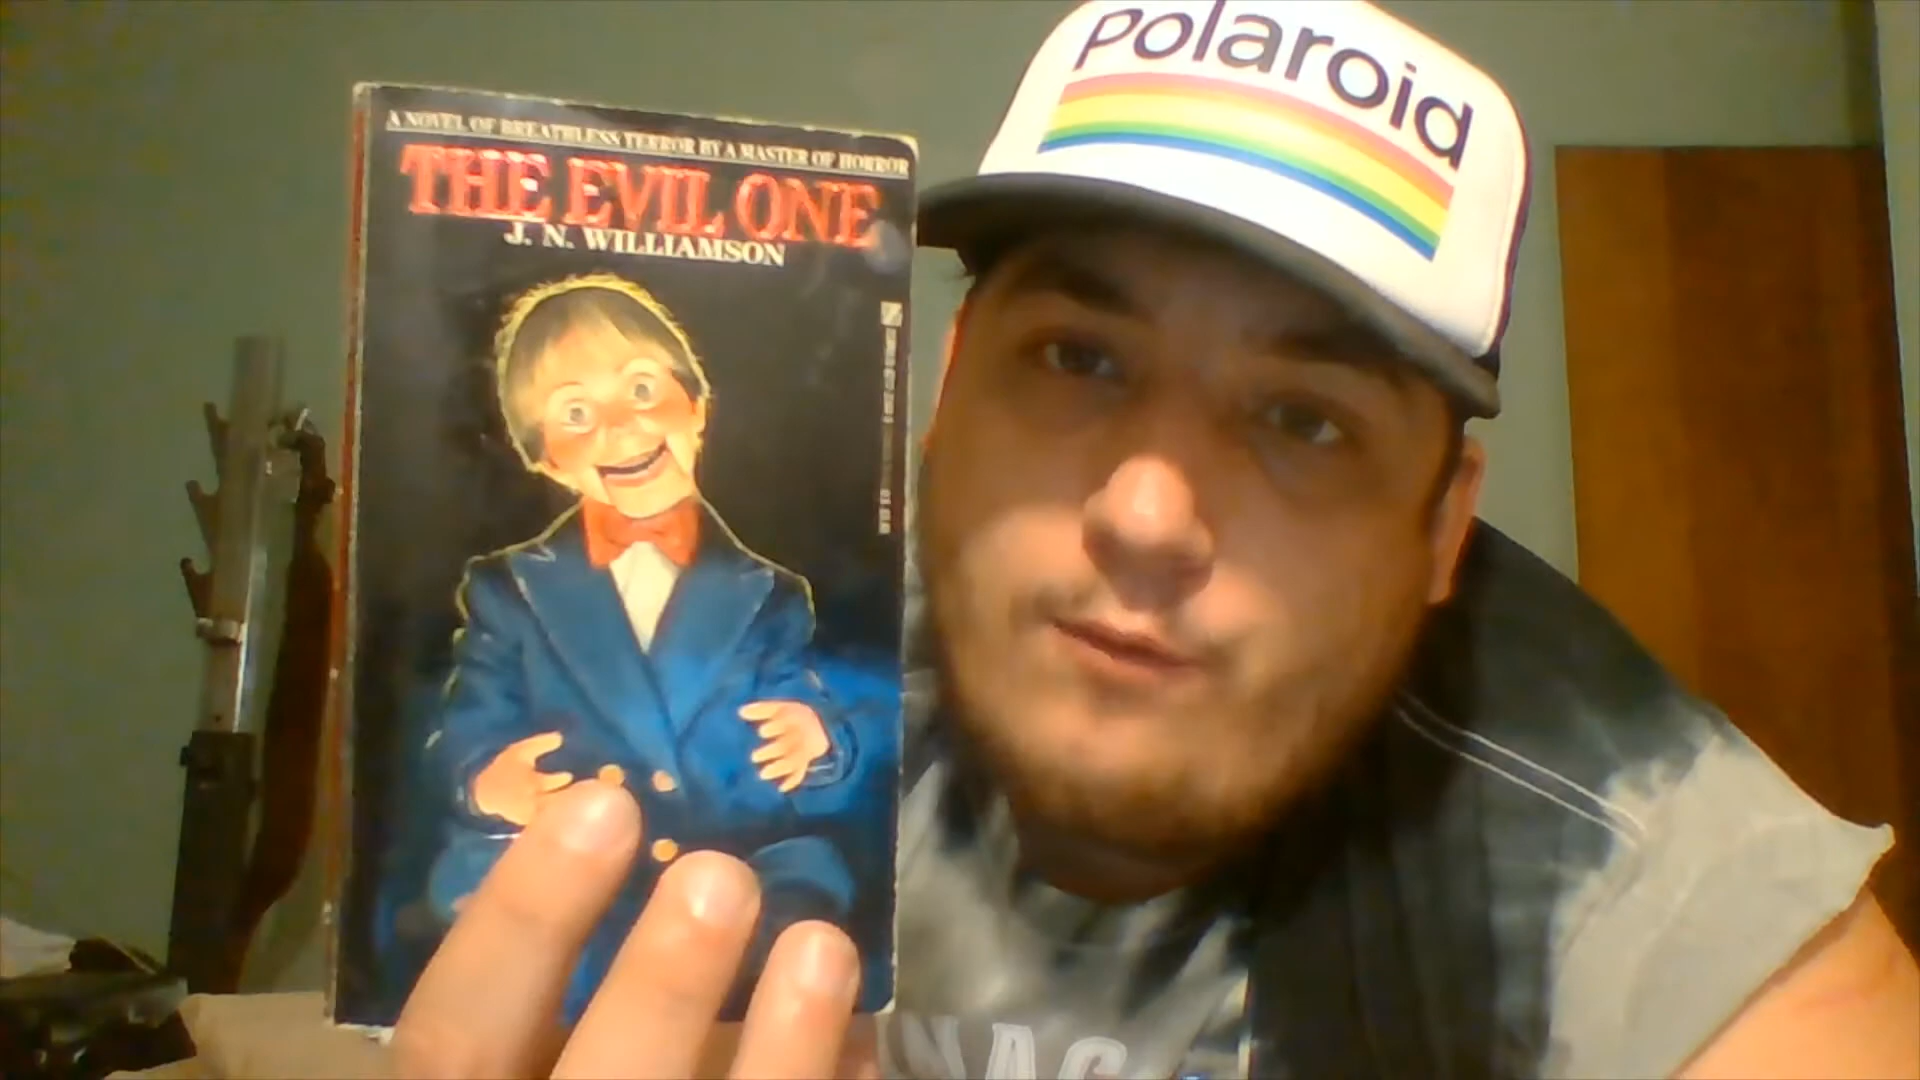 A NOVEL OF BREATHLESS TERROR BY A MASTER OF HORROR
THE EVIL ONE
J. N. WILLIAMSON
polaroid